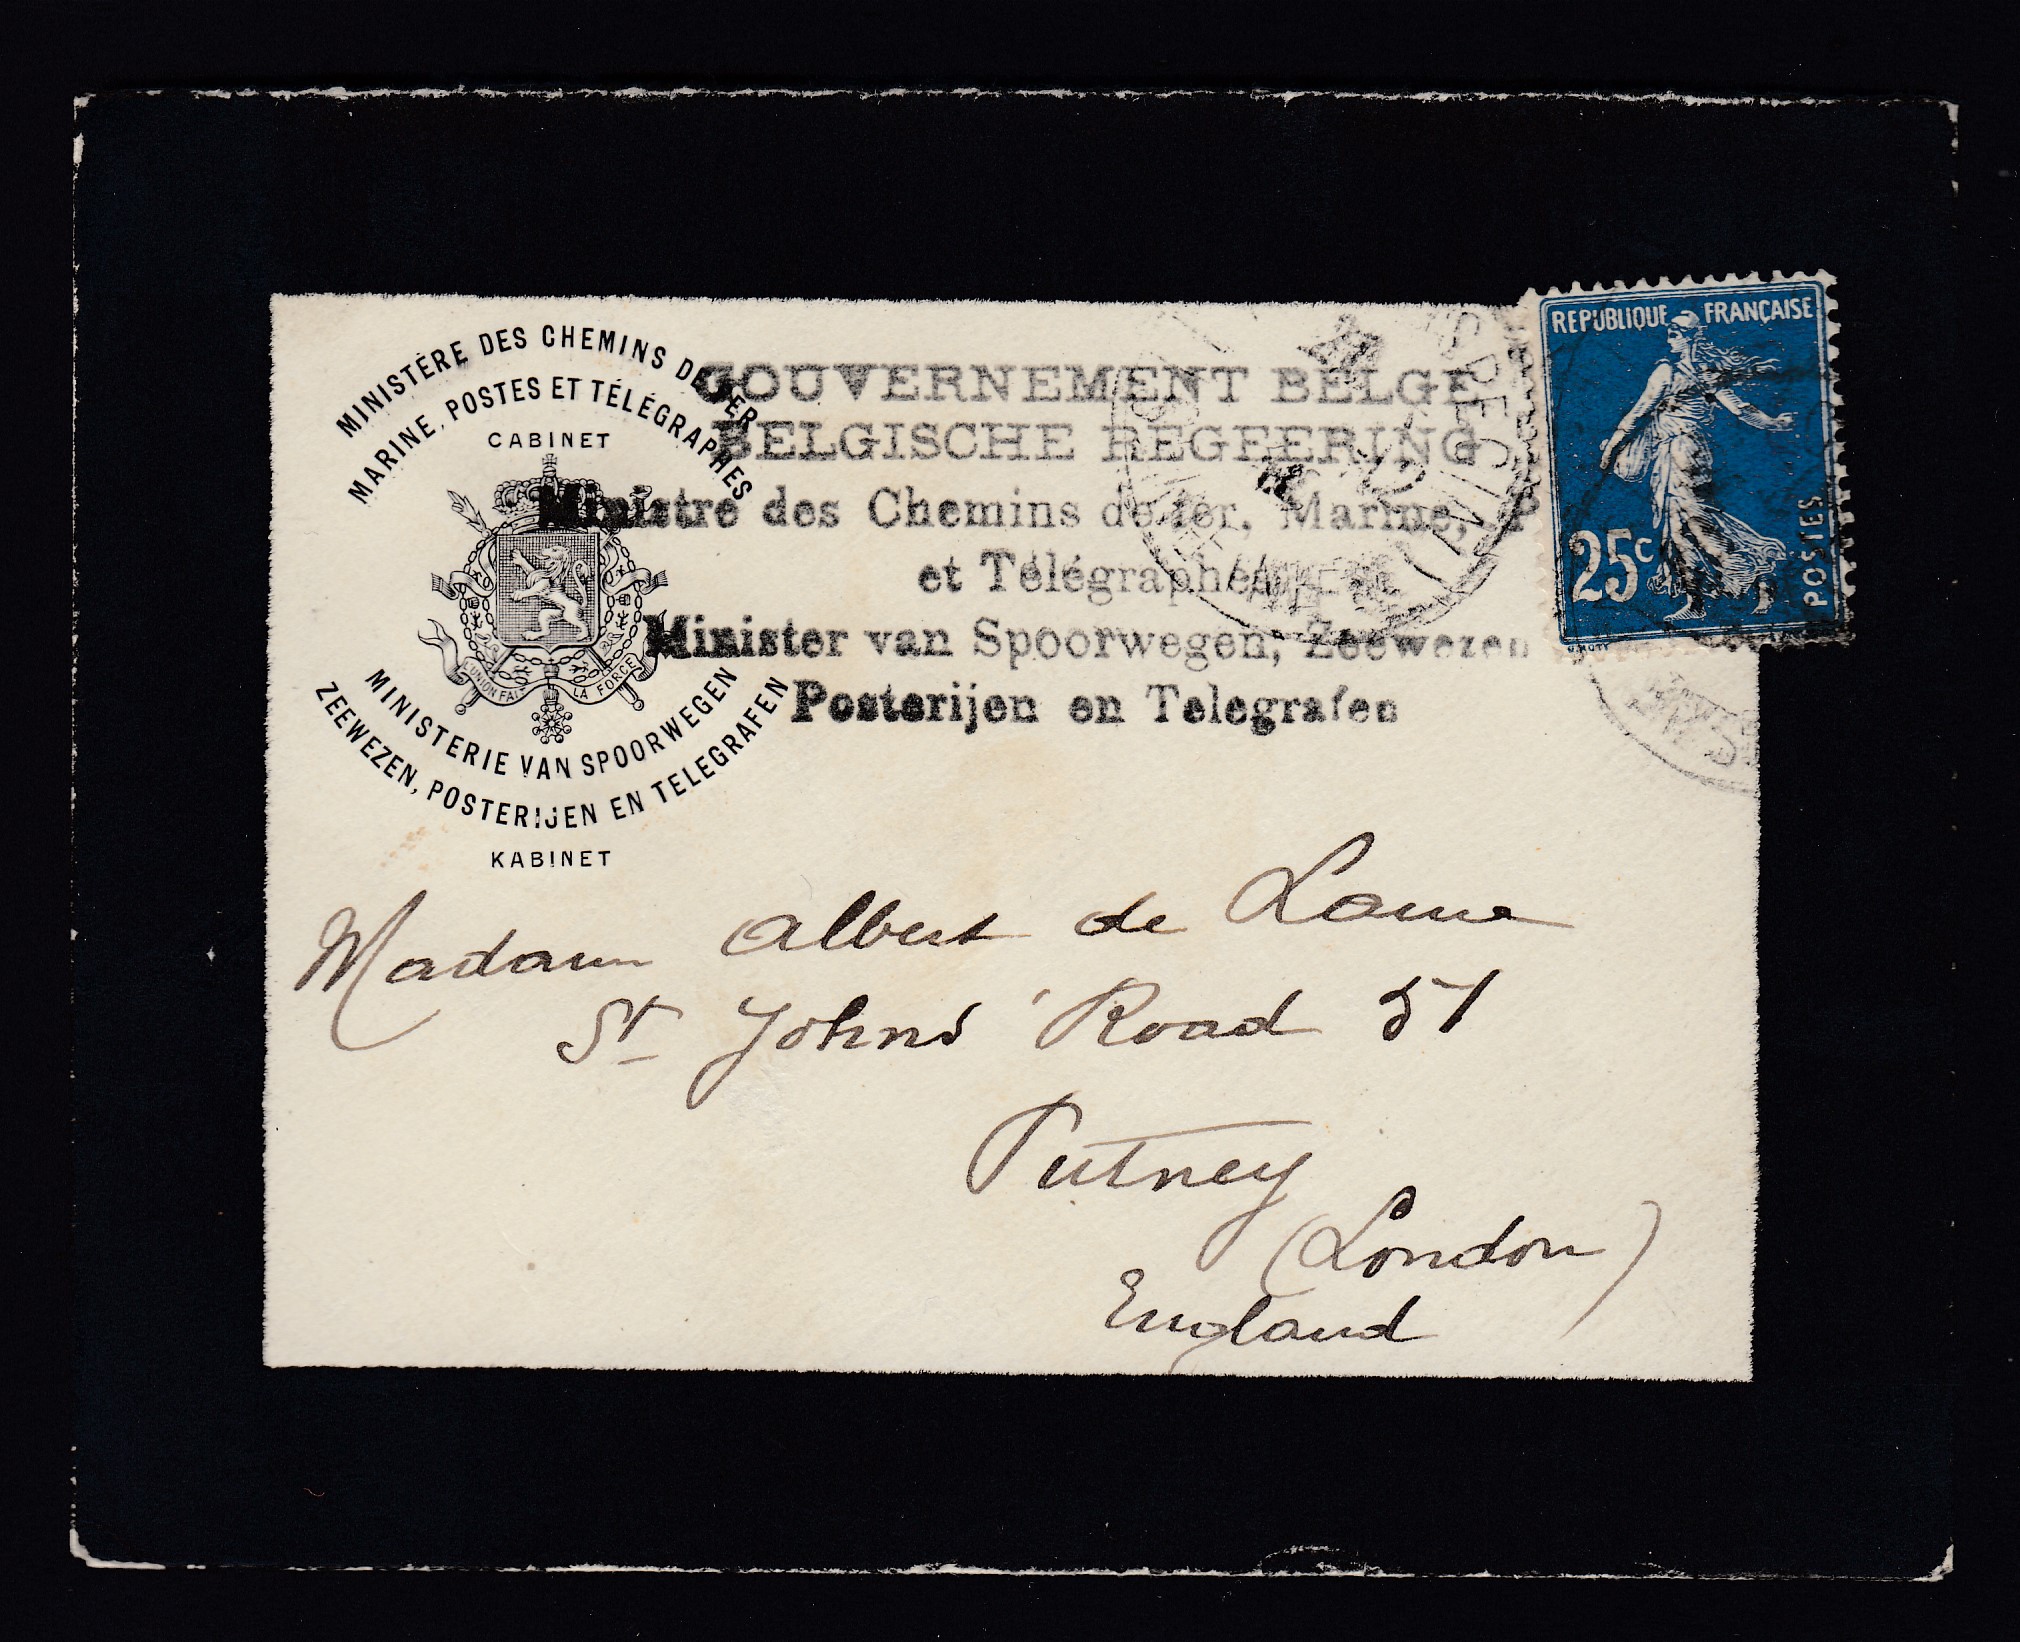 MINISTÈRE DES CHEMINS DE FER
MARINE, POSTES ET TÉLÉGRAPHES
CABINET
L'UNION FAIT LA FORCE
MINISTERIE VAN SPOORWEGEN
ZEEWEZEN, POSTERIJEN EN TELEGRAFEN
KABINET
GOUVERNEMENT BELGE
BELGISCHE REGEERING
Ministre des Chemins de fer, Marine, P
et Télégraphes
Minister van Spoorwegen, Zeewezen
Posterijen en Telegrafen
REPUBLIQUE FRANÇAISE
25c
POSTES
Madame Albert de
St Johns' Road 51
Putney
(London)
England